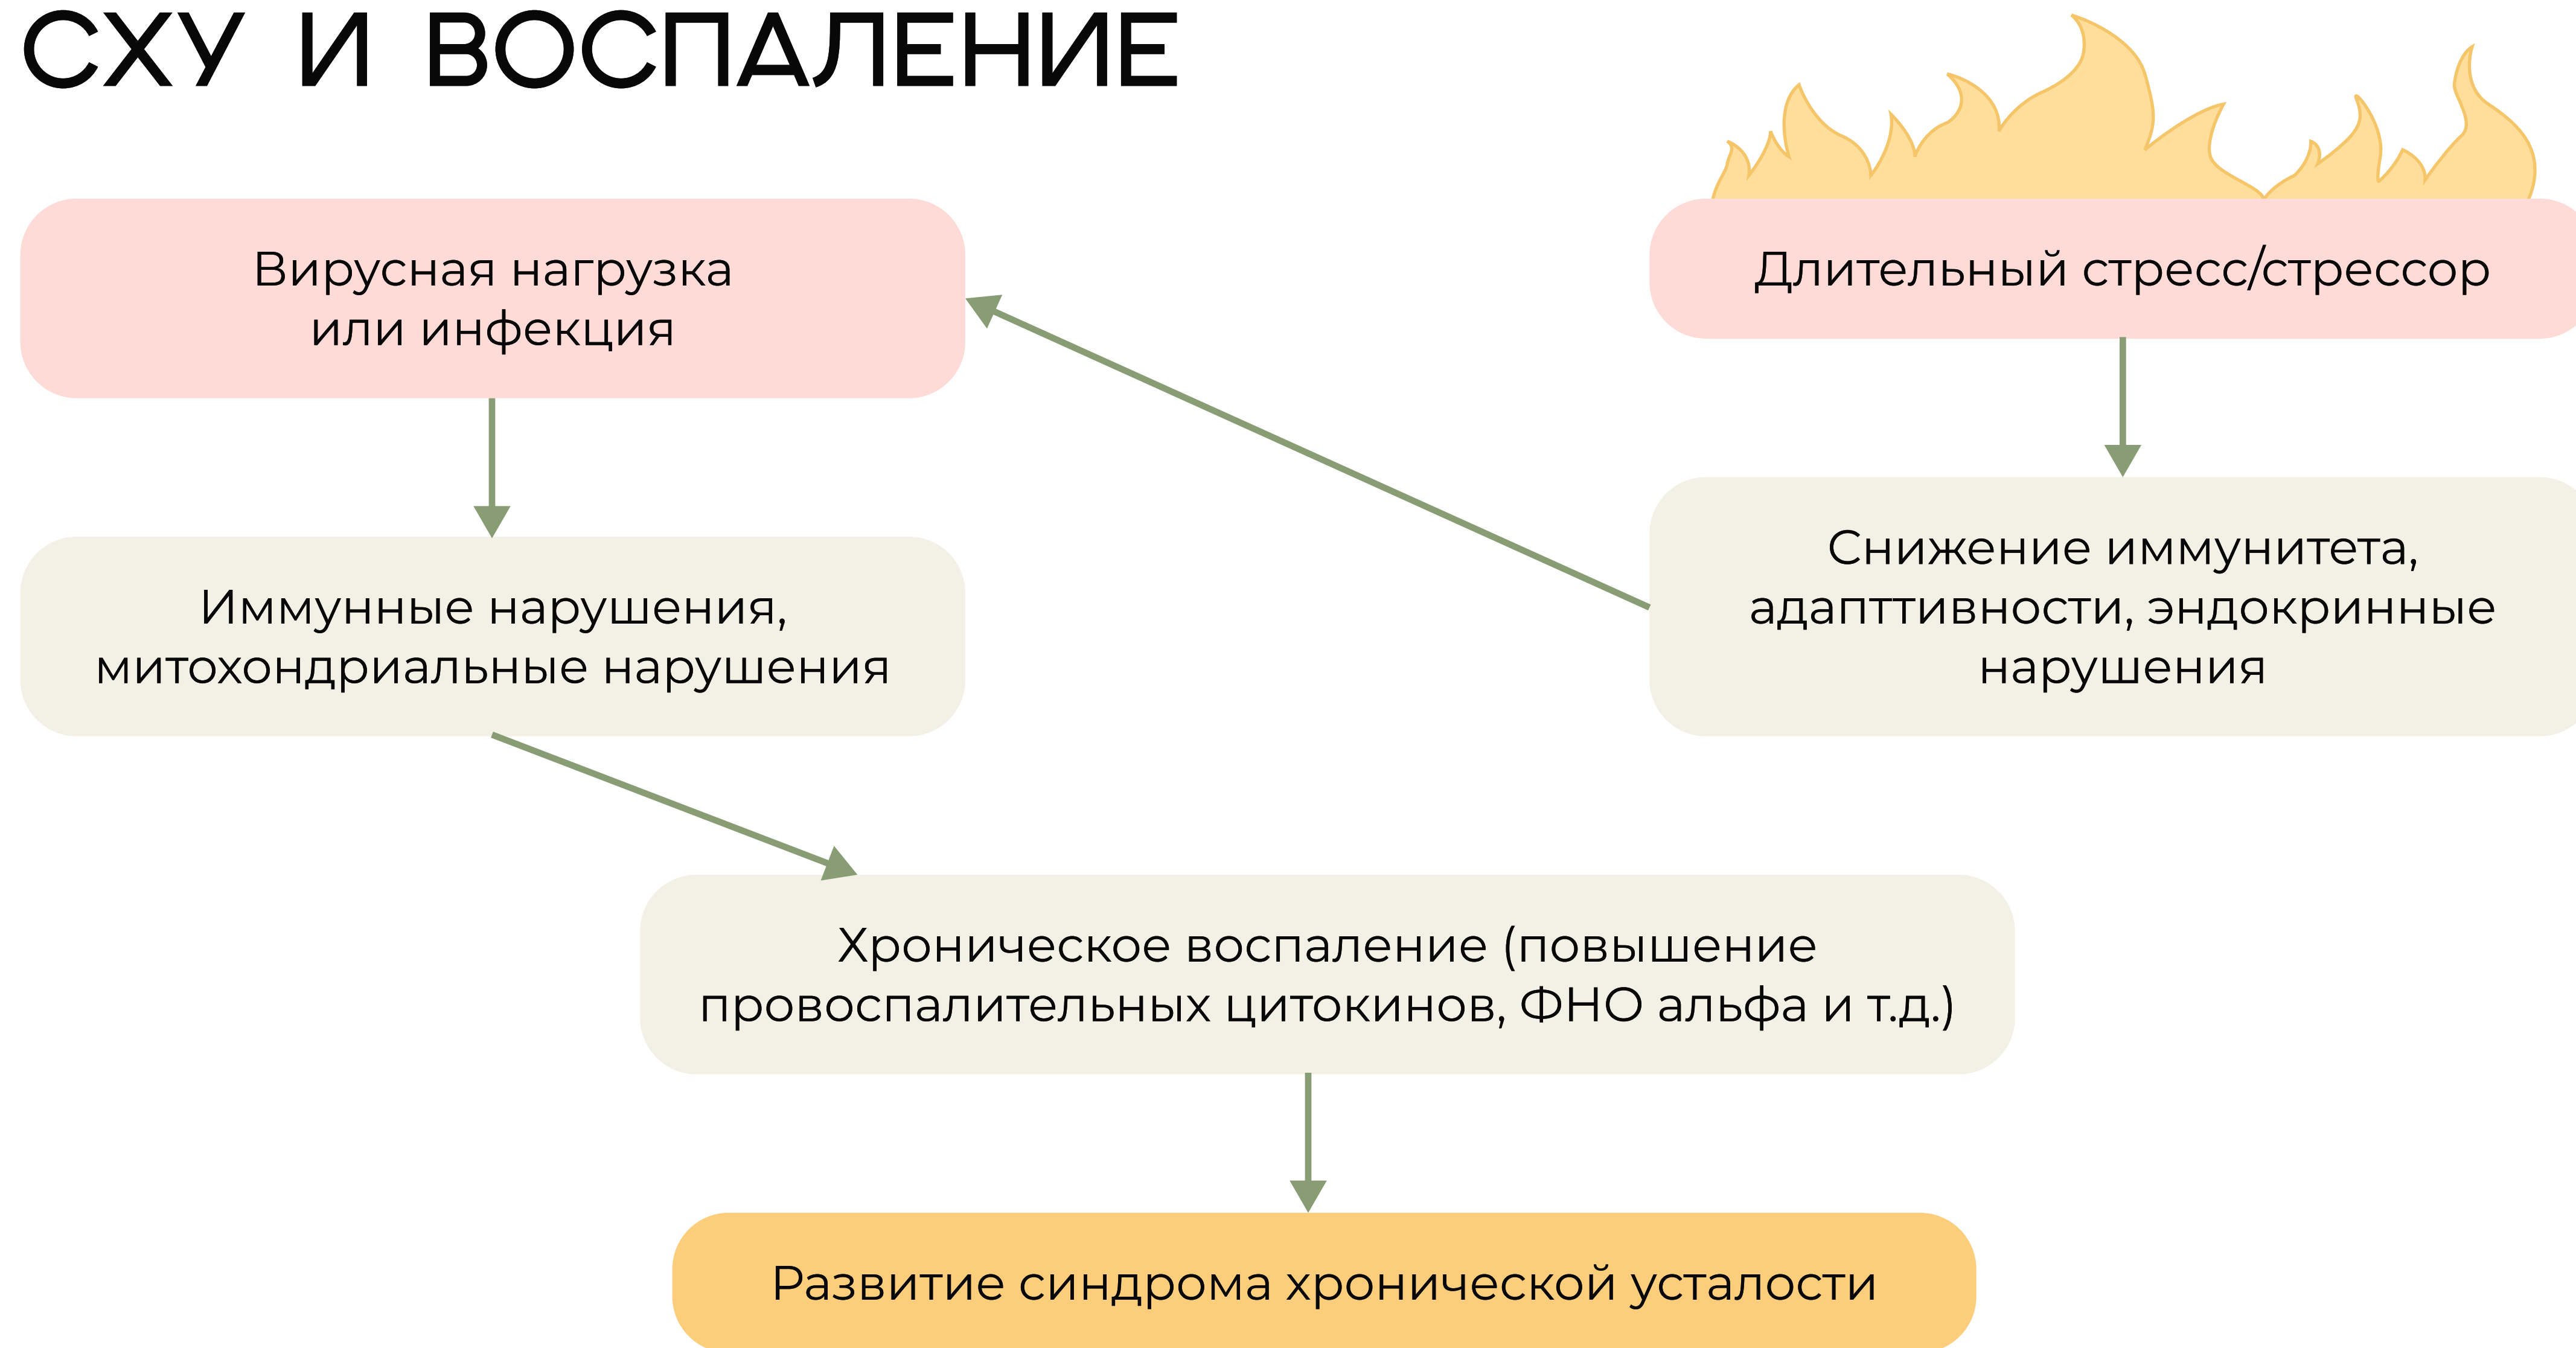 СХУ И ВОСПАЛЕНИЕ
Вирусная нагрузка
или инфекция
Длительный стресс/стрессор
Иммунные нарушения,
митохондриальные нарушения
Снижение иммунитета,
адапттивности, эндокринные
нарушения
Хроническое воспаление (повышение
провоспалительных цитокинов, ФНО альфа и т.д.)
Развитие синдрома хронической усталости